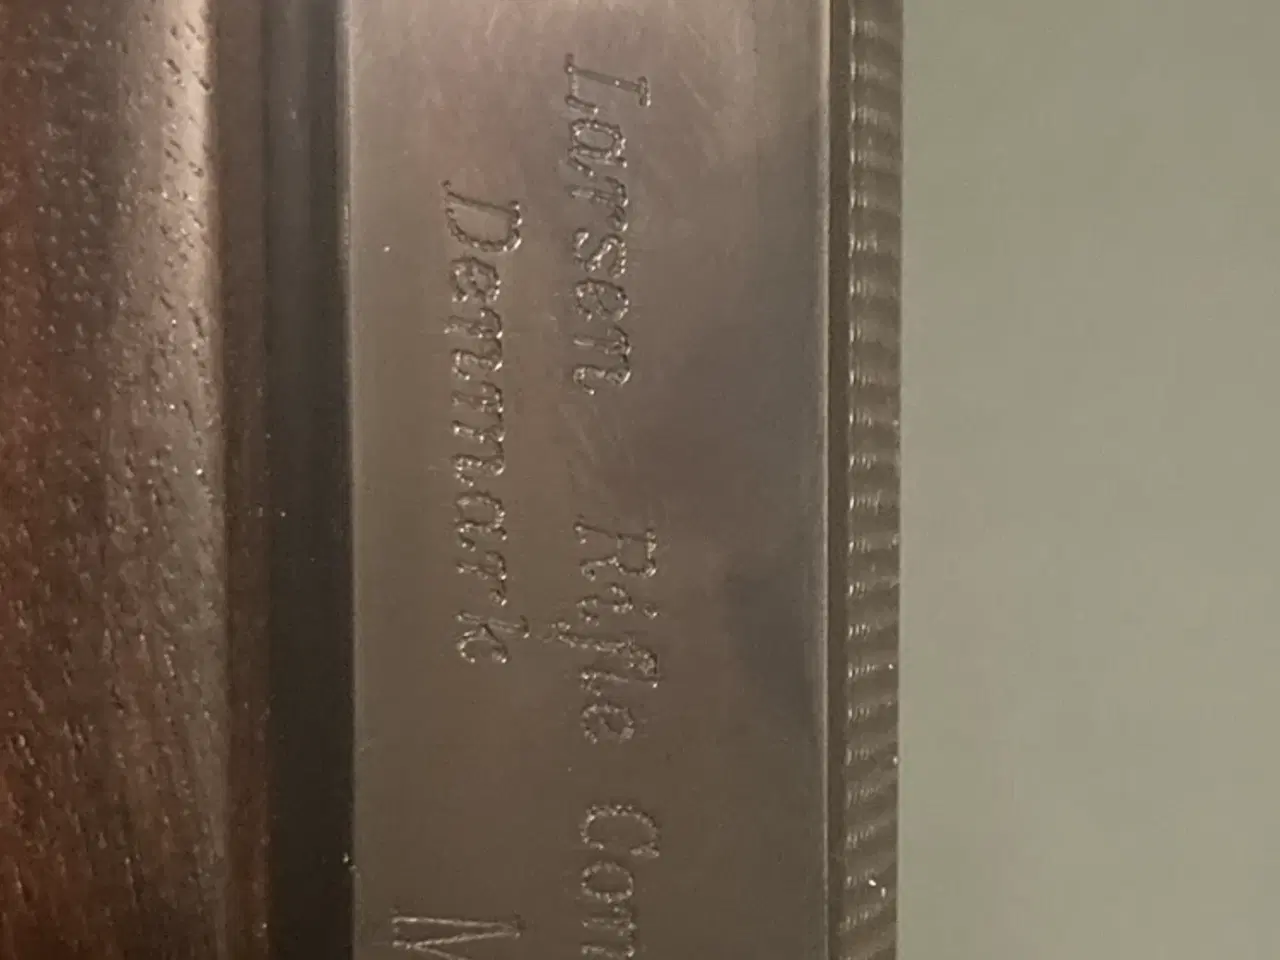 Larsen Rifle Com
Denmark
M